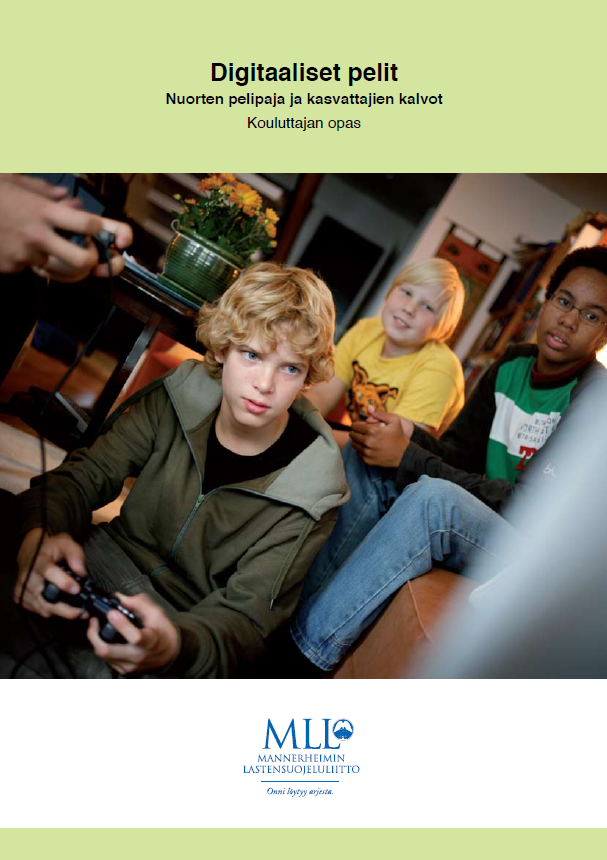 Digitaaliset pelit
Nuorten pelipaja ja kasvattajien kalvot
Kouluttajan opas
MLL
MANNERHEIMIN
LASTENSUOJELULIITTO
Onni löytyy arjesta.